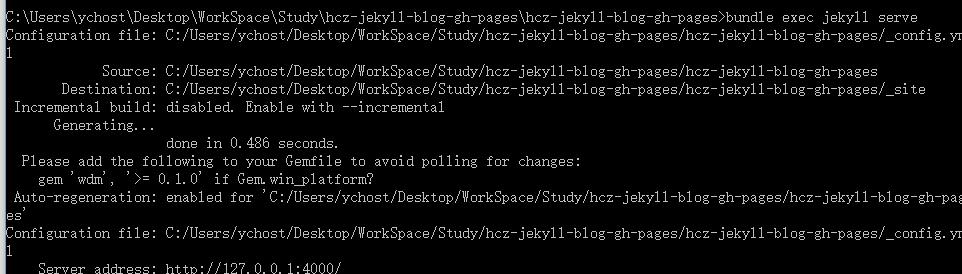 C:\Users\ychost\Desktop\WorkSpace\Study\hcz-jekyll-blog-gh-pages\hcz-jekyll-blog-gh-pages>bundle exec jekyll serve
Configuration file: C:/Users/ychost/Desktop/WorkSpace/Study/hcz-jekyll-blog-gh-pages/hcz-jekyll-blog-gh-pages/_config.ym
l
Source: C:/Users/ychost/Desktop/WorkSpace/Study/hcz-jekyll-blog-gh-pages/hcz-jekyll-blog-gh-pages
Destination: C:/Users/ychost/Desktop/WorkSpace/Study/hcz-jekyll-blog-gh-pages/hcz-jekyll-blog-gh-pages/_site
Incremental build: disabled. Enable with --incremental
Generating...
done in 0.486 seconds.
Please add the following to your Gemfile to avoid polling for changes:
gem 'wdm', '>= 0.1.0' if Gem.win_platform?
Auto-regeneration: enabled for 'C:/Users/ychost/Desktop/WorkSpace/Study/hcz-jekyll-blog-gh-pages/hcz-jekyll-blog-gh-pag
es'
Configuration file: C:/Users/ychost/Desktop/WorkSpace/Study/hcz-jekyll-blog-gh-pages/hcz-jekyll-blog-gh-pages/_config.ym
l
Server address: http://127.0.0.1:4000/